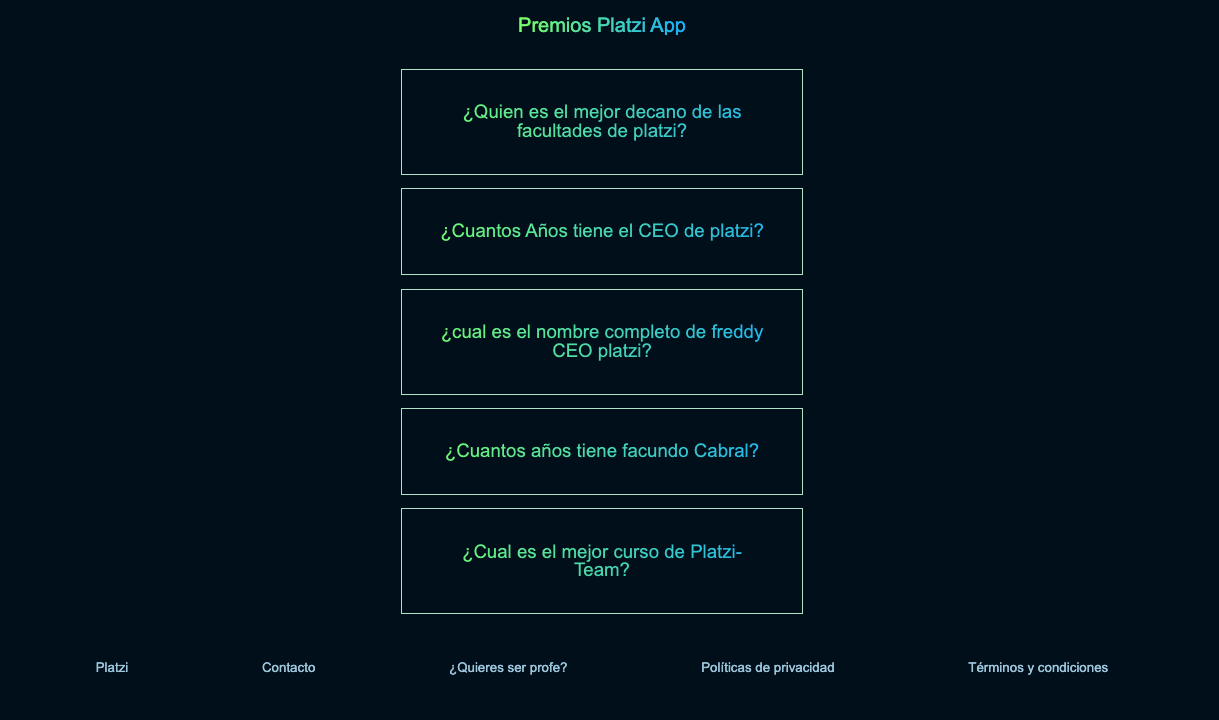 Premios Platzi App
¿Quien es el mejor decano de las
facultades de platzi?
¿Cuantos Años tiene el CEO de platzi?
¿cual es el nombre completo de freddy
CEO platzi?
¿Cuantos años tiene facundo Cabral?
¿Cual es el mejor curso de Platzi-
Team?
Platzi
Contacto
¿Quieres ser profe?
Políticas de privacidad
Términos y condiciones